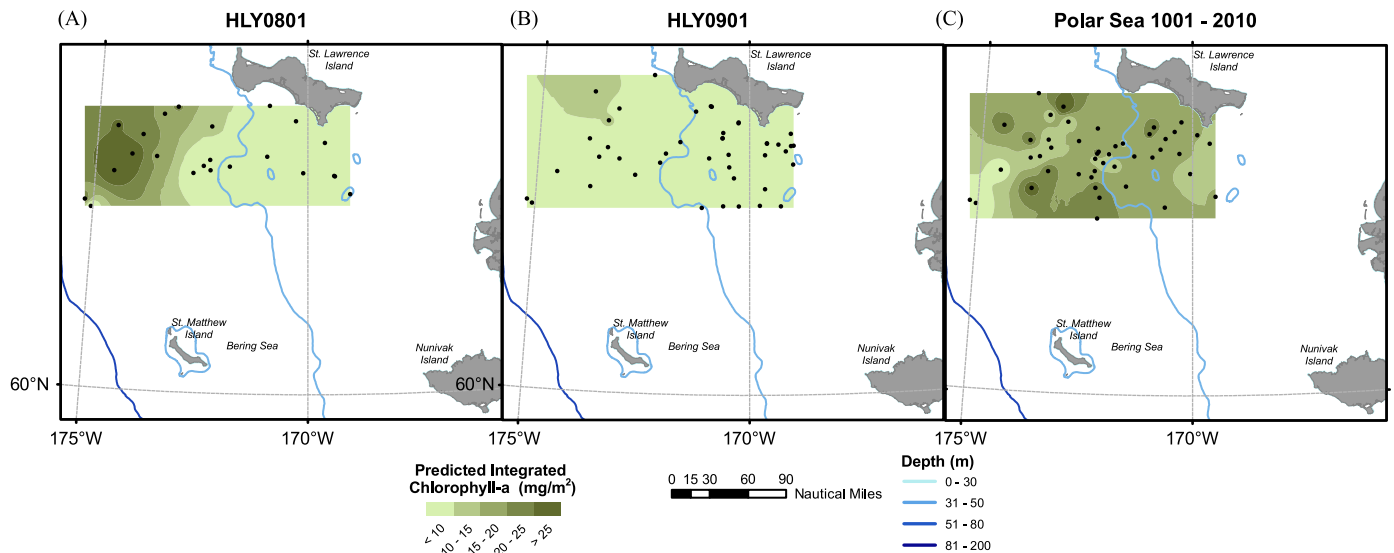 (A)
HLY0801
(B)
HLY0901
(C)
Polar Sea 1001 - 2010
St. Lawrence
Island
St. Lawrence
Island
St. Lawrence
Island
St. Matthew
Island
Bering Sea
Nunivak
Island
St. Matthew
Island
Bering Sea
Nunivak
Island
St. Matthew
Island
Bering Sea
Nunivak
Island
60°N
60°N
175°W
170°W
175°W
170°W
175°W
170°W
Predicted Integrated
Chlorophyll-a (mg/m²)
< 10
10 - 15
15 - 20
20 - 25
> 25
0 15 30 60 90
Nautical Miles
Depth (m)
0 - 30
31 - 50
51 - 80
81 - 200